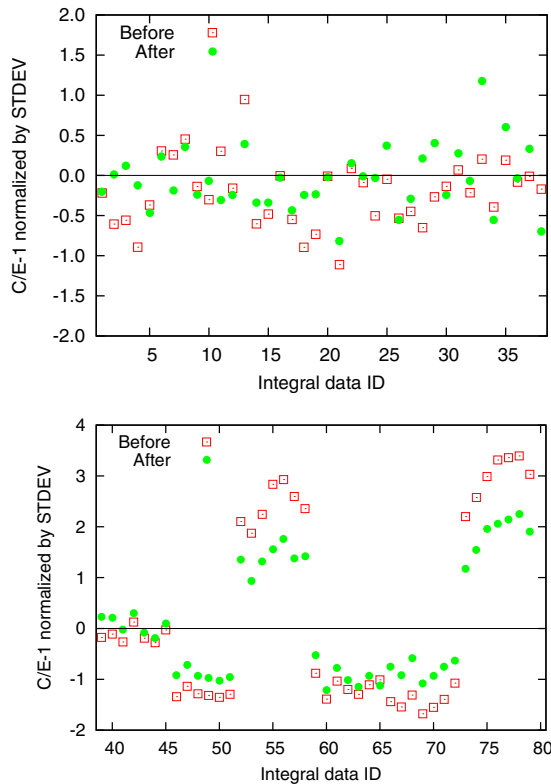 Before
After
C/E-1 normalized by STDEV
2.0
1.5
1.0
0.5
0.0
-0.5
-1.0
-1.5
-2.0
5 10 15 20 25 30 35
Integral data ID
Before
After
C/E-1 normalized by STDEV
4
3
2
1
0
-1
-2
40 45 50 55 60 65 70 75 80
Integral data ID